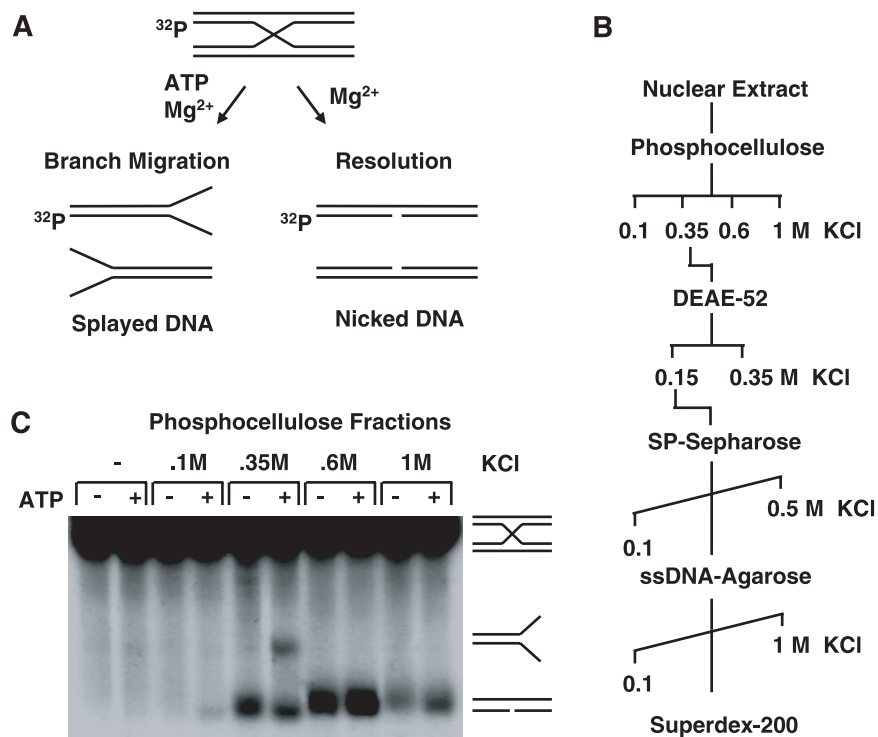 A
³²P
ATP
Mg²⁺
Mg²⁺
Branch Migration
Resolution
³²P
³²P
Splayed DNA
Nicked DNA
B
Nuclear Extract
Phosphocellulose
0.1 0.35 0.6 1 M KCl
DEAE-52
0.15 0.35 M KCl
SP-Sepharose
0.5 M KCl
0.1
ssDNA-Agarose
1 M KCl
0.1
Superdex-200
C
Phosphocellulose Fractions
- .1M .35M .6M 1M KCl
ATP - + - + - + - + - +